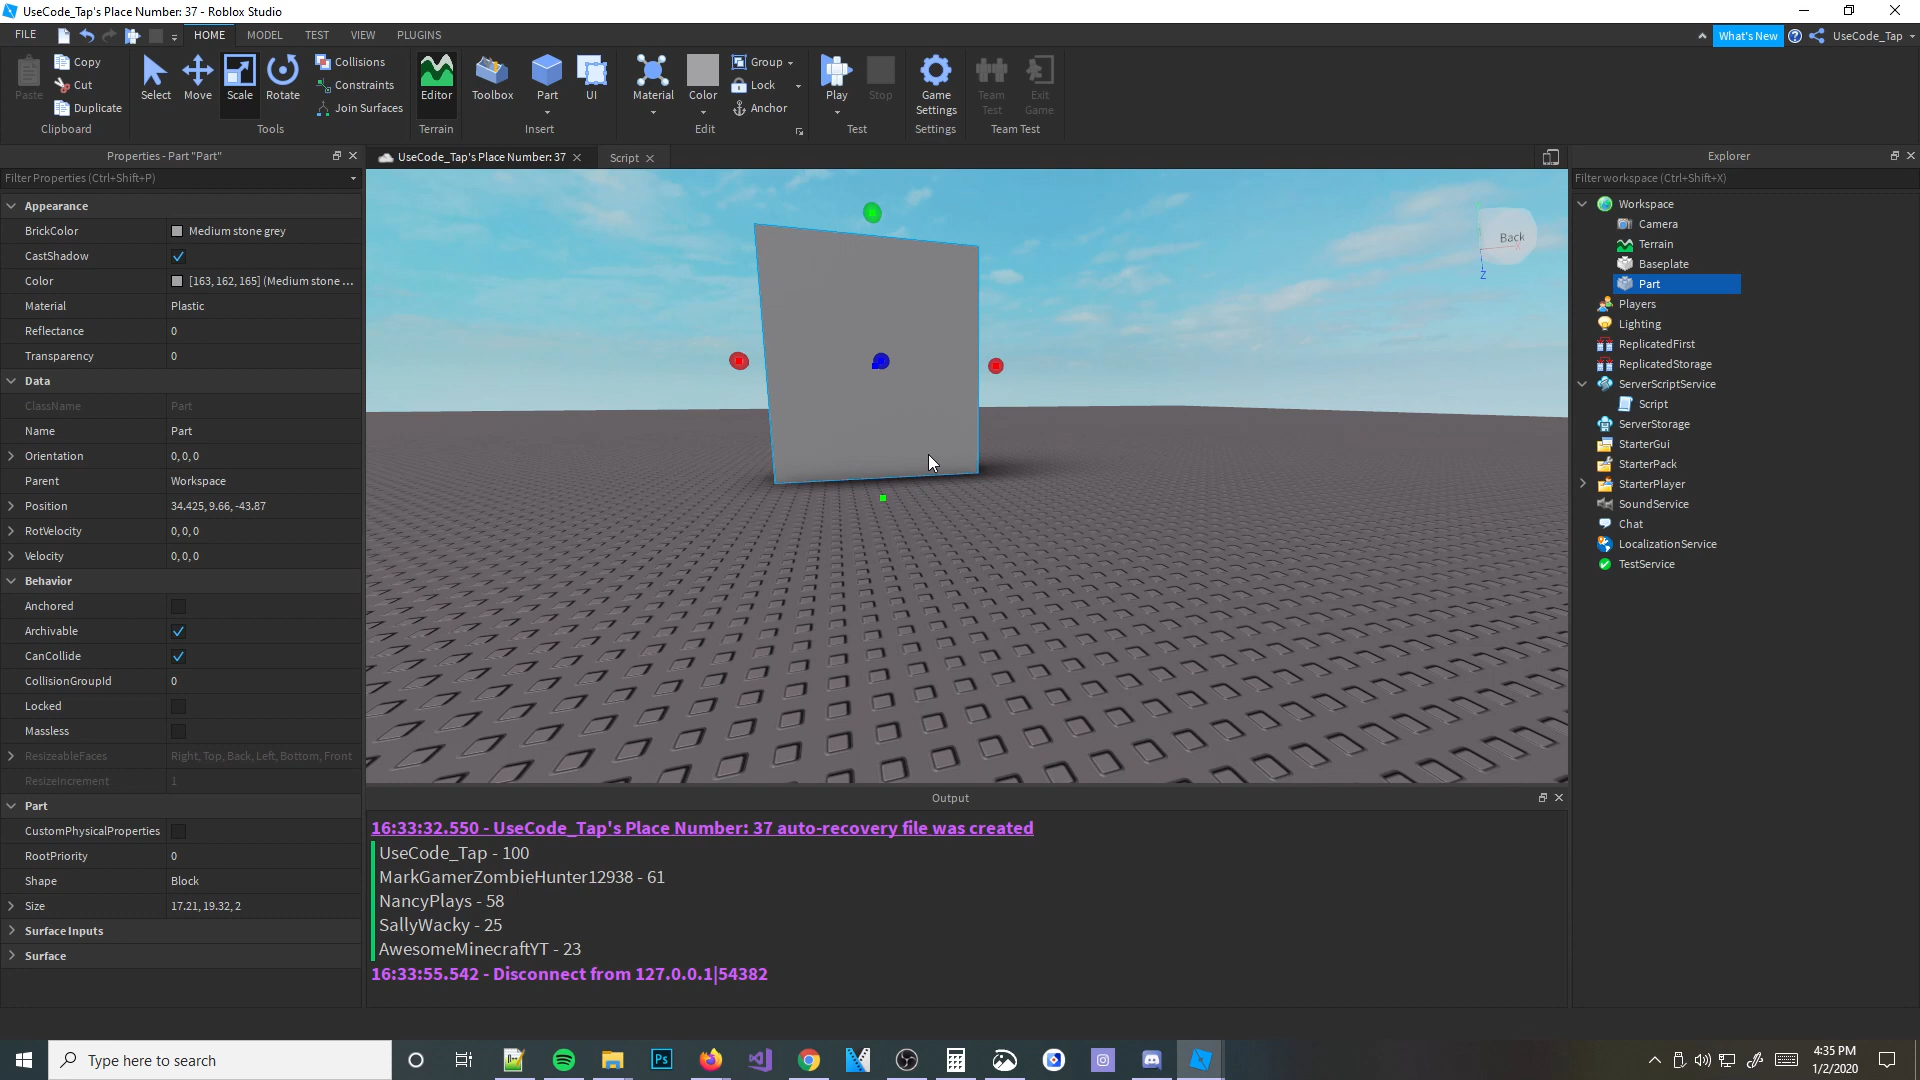 UseCode_Tap's Place Number: 37 - Roblox Studio
FILE HOME MODEL TEST VIEW PLUGINS What's New UseCode_Tap
Paste Copy Cut Duplicate Clipboard
Select Move Scale Rotate Collisions Constraints Join Surfaces Tools
Editor Terrain
Toolbox Part UI Insert
Material Color Group Lock Anchor Edit
Play Stop Test
Game Settings Settings
Team Test Exit Game Team Test
Properties - Part "Part"
Filter Properties (Ctrl+Shift+P)
Appearance
BrickColor Medium stone grey
CastShadow
Color [163, 162, 165] (Medium stone ...
Material Plastic
Reflectance 0
Transparency 0
Data
ClassName Part
Name Part
Orientation 0, 0, 0
Parent Workspace
Position 34.425, 9.66, -43.87
RotVelocity 0, 0, 0
Velocity 0, 0, 0
Behavior
Anchored
Archivable
CanCollide
CollisionGroupId 0
Locked
Massless
ResizeableFaces Right, Top, Back, Left, Bottom, Front
ResizeIncrement 1
Part
CustomPhysicalProperties
RootPriority 0
Shape Block
Size 17.21, 19.32, 2
Surface Inputs
Surface
UseCode_Tap's Place Number: 37 Script
Back
X
Z
Output
16:33:32.550 - UseCode_Tap's Place Number: 37 auto-recovery file was created
UseCode_Tap - 100
MarkGamerZombieHunter12938 - 61
NancyPlays - 58
SallyWacky - 25
AwesomeMinecraftYT - 23
16:33:55.542 - Disconnect from 127.0.0.1|54382
Explorer
Filter workspace (Ctrl+Shift+X)
Workspace
Camera
Terrain
Baseplate
Part
Players
Lighting
ReplicatedFirst
ReplicatedStorage
ServerScriptService
Script
ServerStorage
StarterGui
StarterPack
StarterPlayer
SoundService
Chat
LocalizationService
TestService
Type here to search
Ps
4:35 PM
1/2/2020